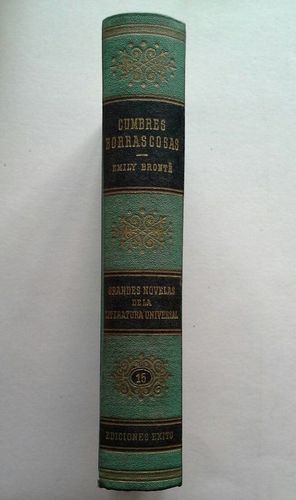 CUMBRES
BORRASCOSAS
EMILY BRONTË
GRANDES NOVELAS
DE LA
LITERATURA UNIVERSAL
15
EDICIONES EXITO